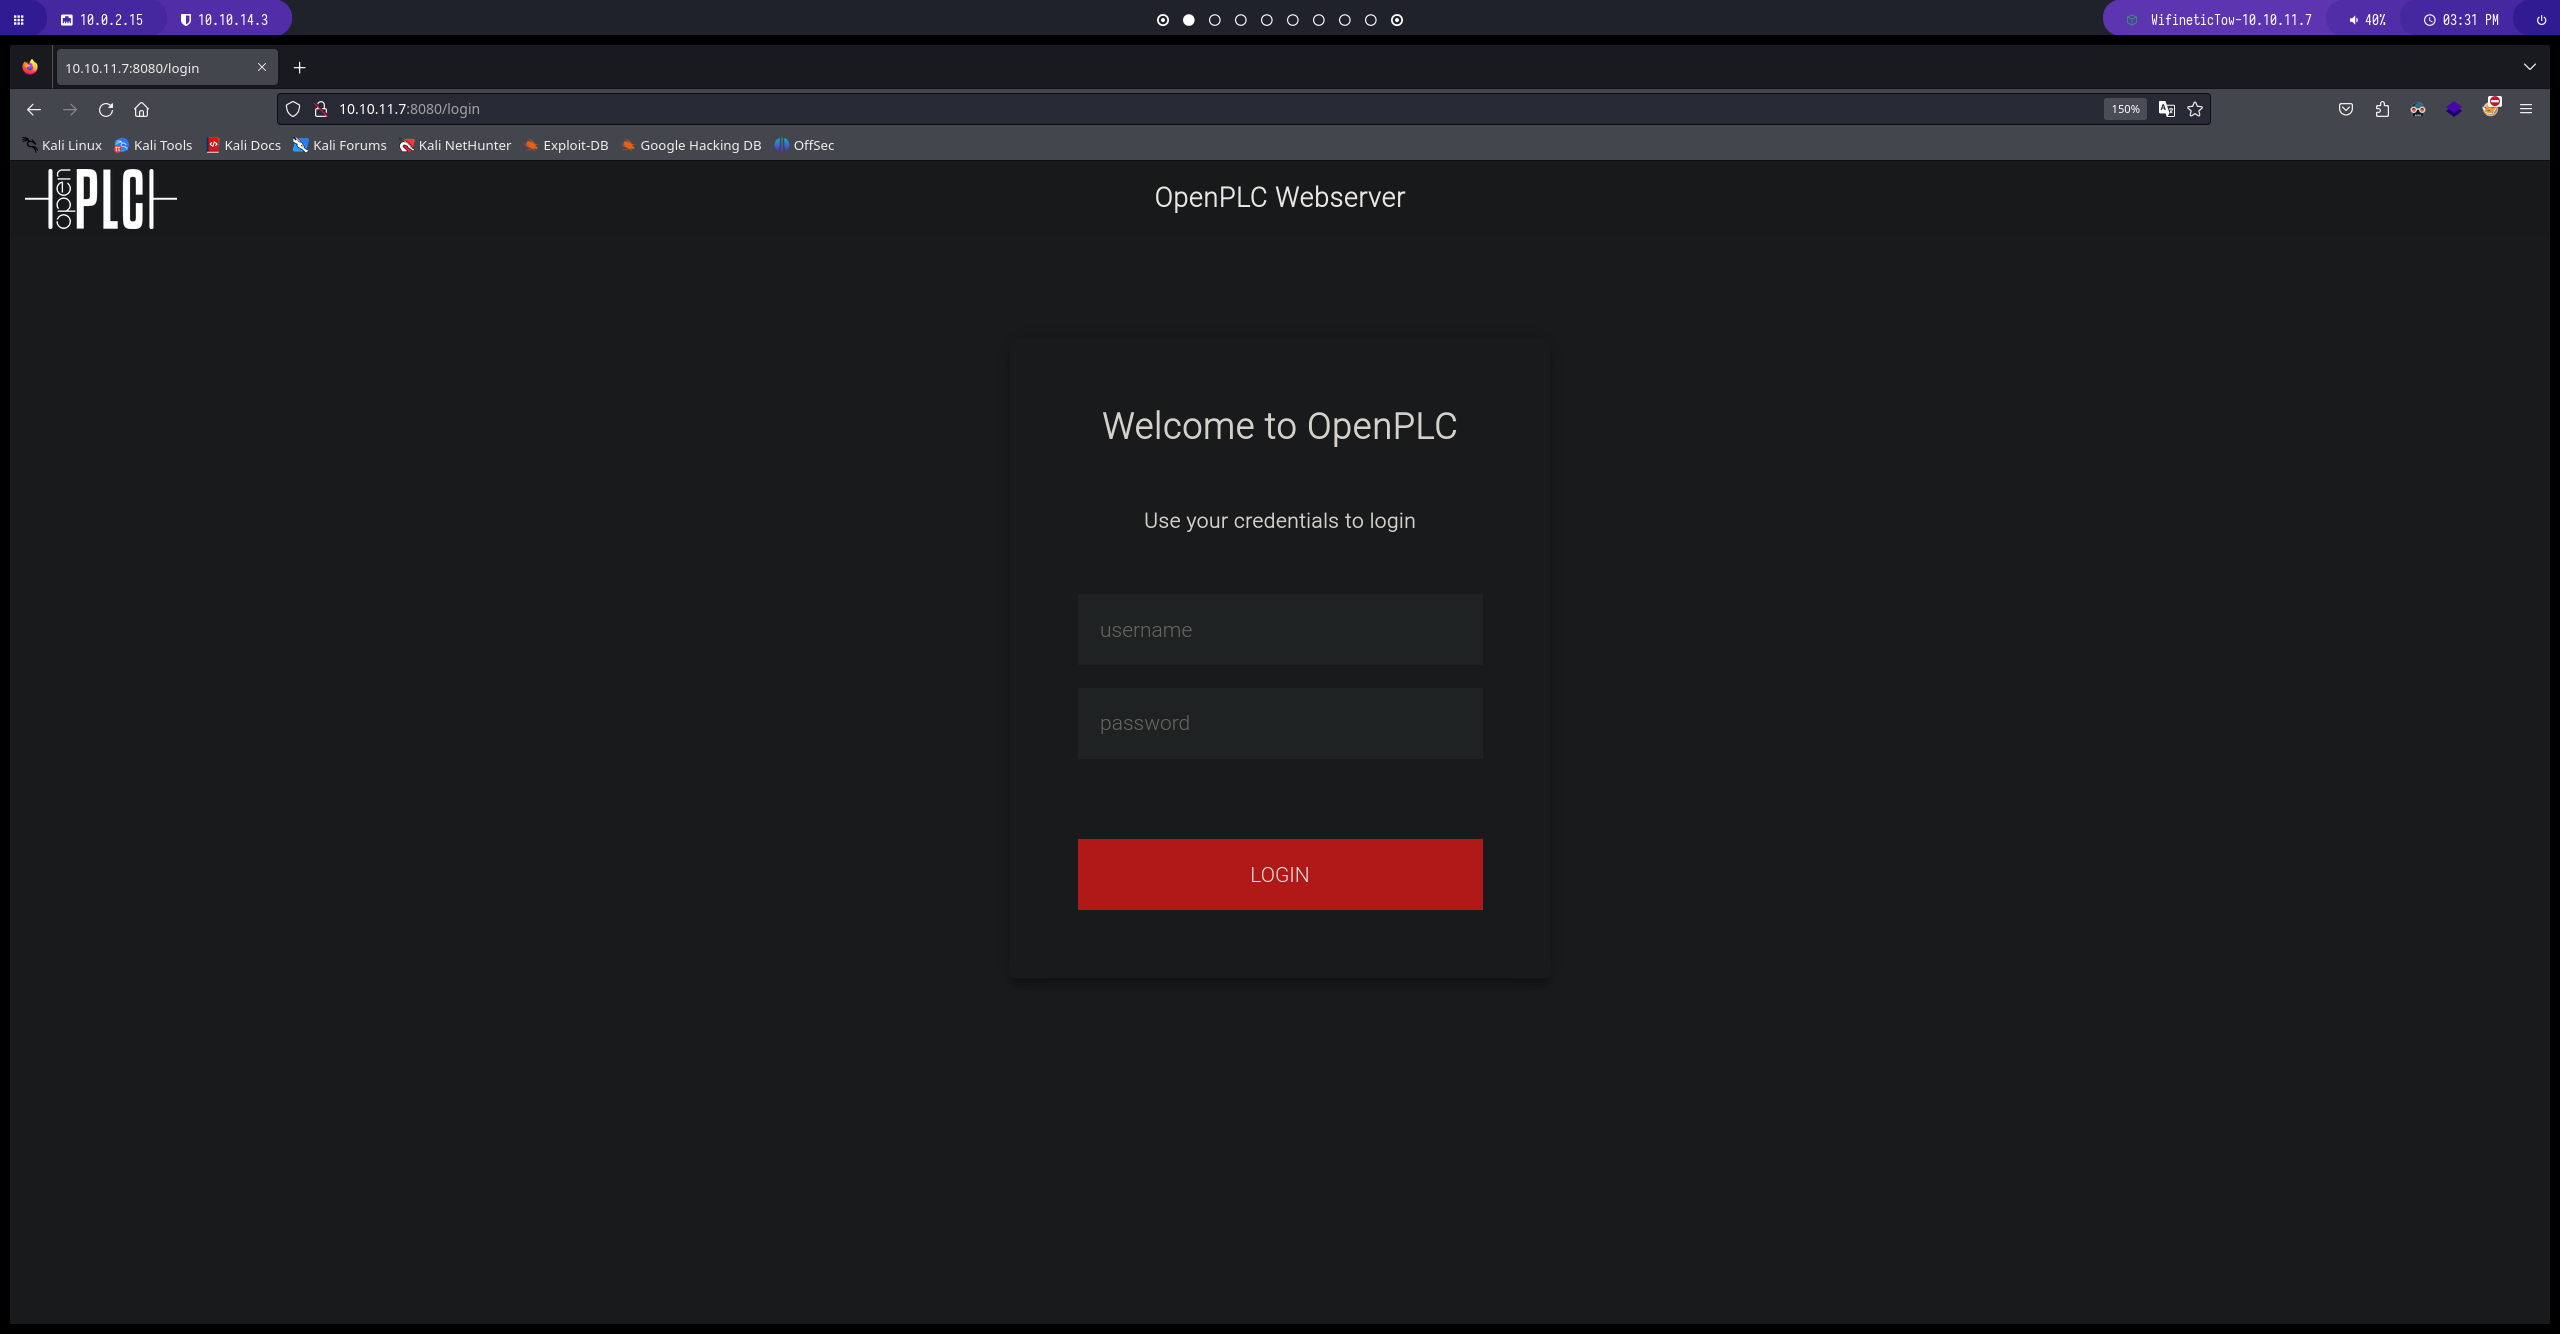 10.0.2.15 10.10.14.3 WifineticTow-10.10.11.7 40% 03:31 PM
10.10.11.7:8080/login
10.10.11.7:8080/login 150%
Kali Linux Kali Tools Kali Docs Kali Forums Kali NetHunter Exploit-DB Google Hacking DB OffSec
open PLC OpenPLC Webserver
Welcome to OpenPLC
Use your credentials to login
username
password
LOGIN